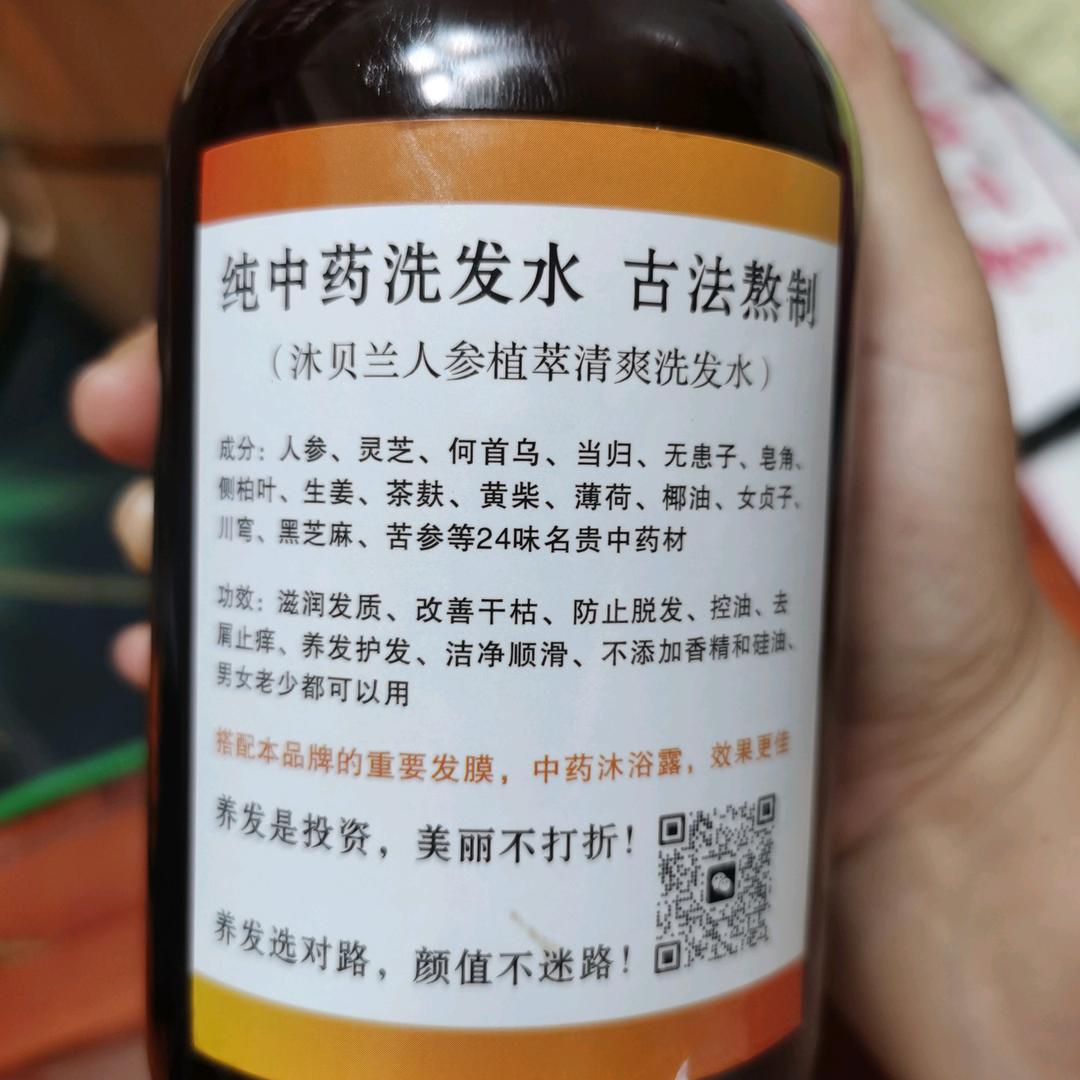 纯中药洗发水 古法熬制
（沐贝兰人参植萃清爽洗发水）
成分：人参、灵芝、何首乌、当归、无患子、皂角、
侧柏叶、生姜、茶麸、黄柴、薄荷、椰油、女贞子、
川穹、黑芝麻、苦参等24味名贵中药材
功效：滋润发质、改善干枯、防止脱发、控油、去
屑止痒、养发护发、洁净顺滑、不添加香精和硅油、
男女老少都可以用
搭配本品牌的重要发膜，中药沐浴露，效果更佳
养发是投资，美丽不打折！
养发选对路，颜值不迷路！